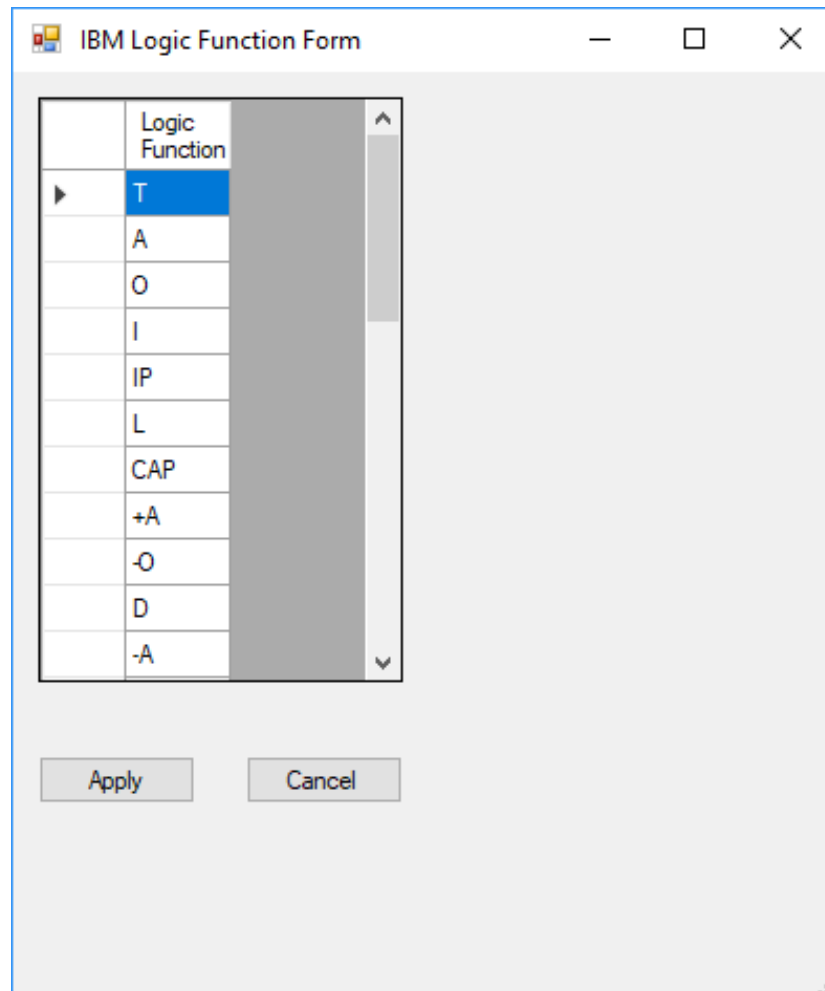 IBM Logic Function Form
Logic
Function
T
A
O
I
IP
L
CAP
+A
-O
D
-A
Apply Cancel